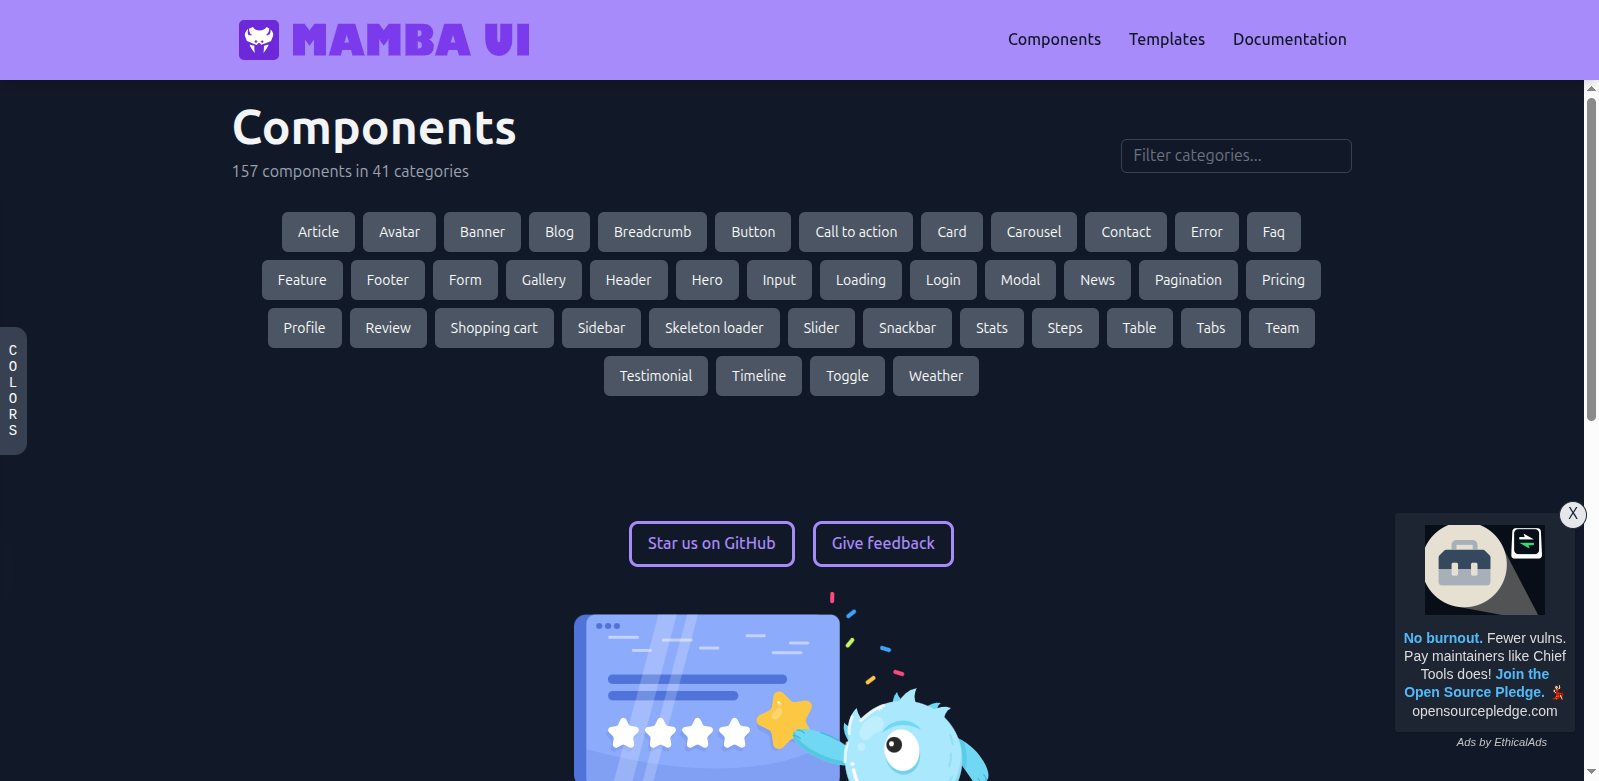 MAMBA UI
Components Templates Documentation
Components
157 components in 41 categories
Filter categories...
Article Avatar Banner Blog Breadcrumb Button Call to action Card Carousel Contact Error Faq
Feature Footer Form Gallery Header Hero Input Loading Login Modal News Pagination Pricing
Profile Review Shopping cart Sidebar Skeleton loader Slider Snackbar Stats Steps Table Tabs Team
Testimonial Timeline Toggle Weather
COLORS
Star us on GitHub Give feedback
X
No burnout. Fewer vulns.
Pay maintainers like Chief
Tools does! Join the
Open Source Pledge. 💃
opensourcepledge.com
Ads by EthicalAds